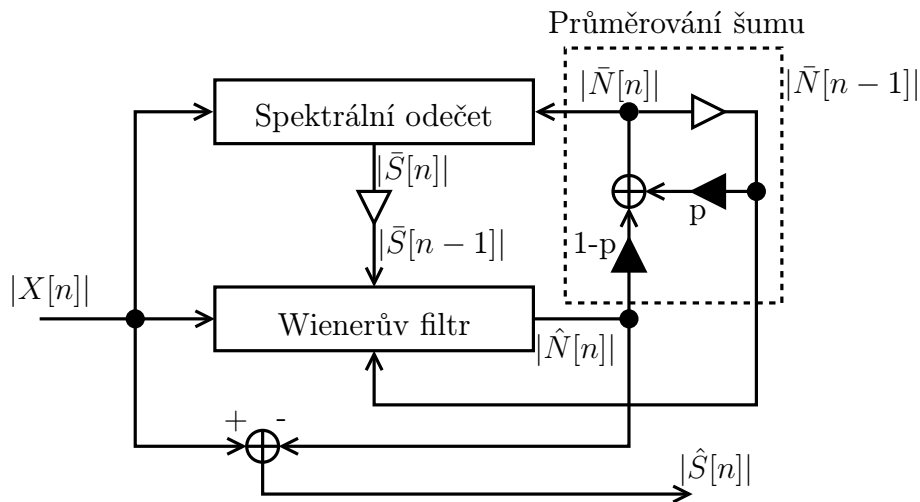 Průměrování šumu
|N̄[n]|
|N̄[n − 1]|
Spektrální odečet
|S̄[n]|
p
|S̄[n − 1]|
1-p
|X[n]|
Wienerův filtr
|N̂[n]|
+
-
|Ŝ[n]|